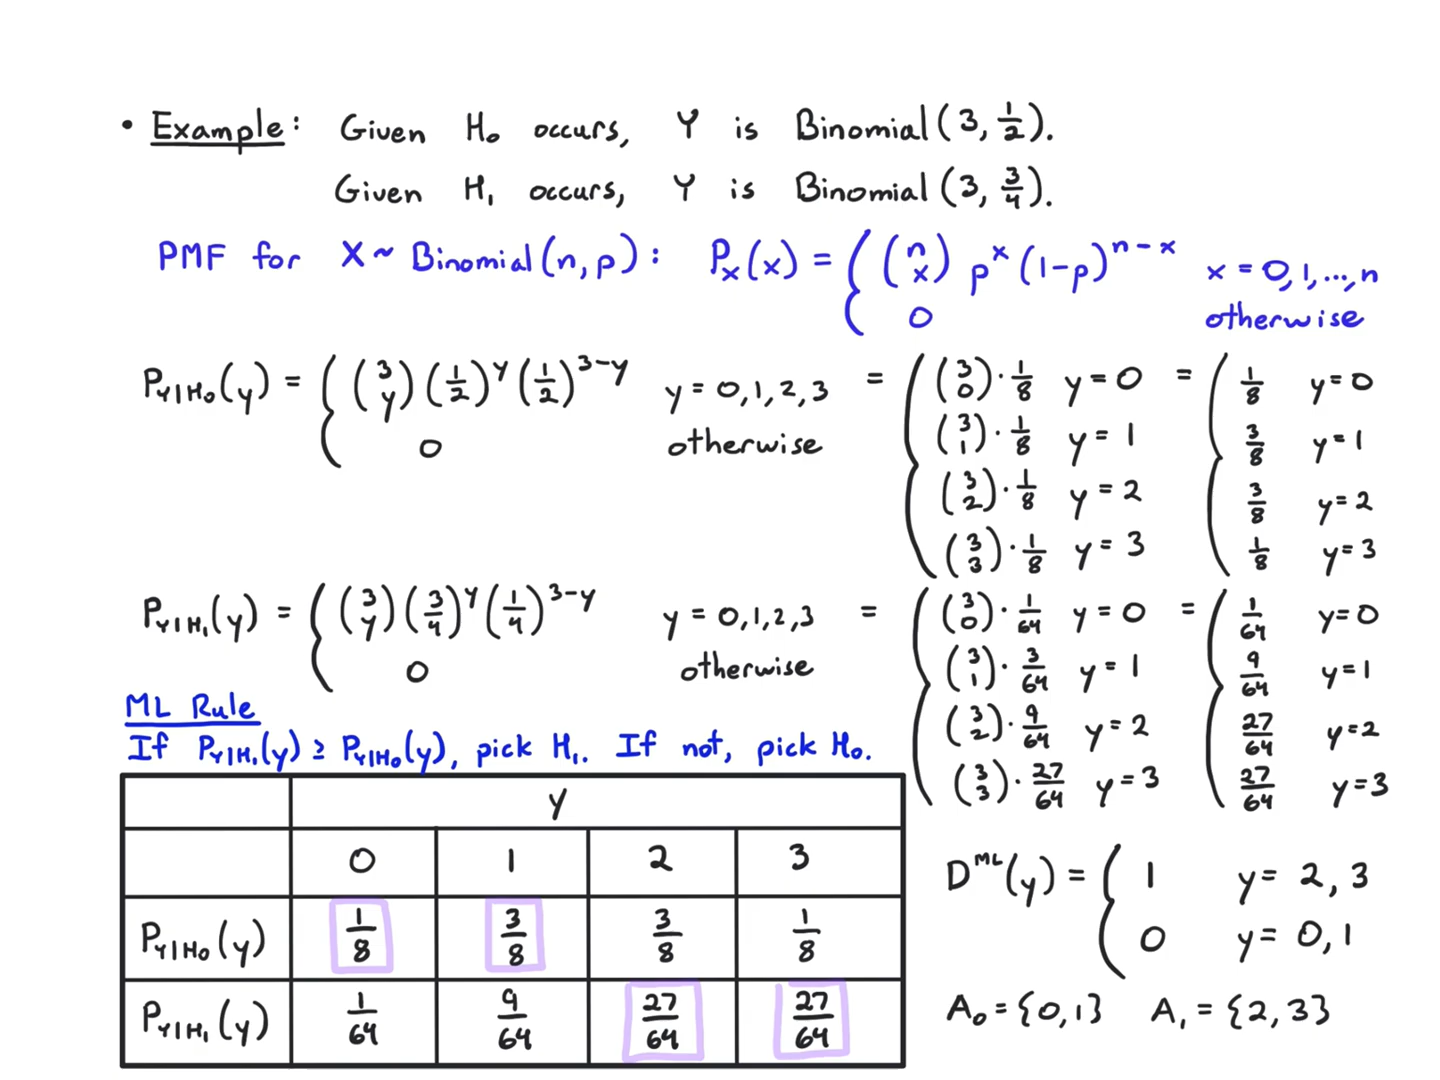 • Example: Given H₀ occurs, Y is Binomial(3, 1/2).
Given H₁ occurs, Y is Binomial(3, 3/4).
PMF for X ~ Binomial(n, p): Pₓ(x) = { (n x) pˣ (1-p)ⁿ⁻ˣ x = 0, 1, ..., n
0 otherwise
P_{Y|H₀}(y) = { (3 y) (1/2)^y (1/2)^{3-y} y = 0, 1, 2, 3 = { (3 0) · 1/8 y = 0 = { 1/8 y = 0
0 otherwise (3 1) · 1/8 y = 1 3/8 y = 1
(3 2) · 1/8 y = 2 3/8 y = 2
(3 3) · 1/8 y = 3 1/8 y = 3
P_{Y|H₁}(y) = { (3 y) (3/4)^y (1/4)^{3-y} y = 0, 1, 2, 3 = { (3 0) · 1/64 y = 0 = { 1/64 y = 0
0 otherwise (3 1) · 3/64 y = 1 9/64 y = 1
(3 2) · 9/64 y = 2 27/64 y = 2
(3 3) · 27/64 y = 3 27/64 y = 3
ML Rule
If P_{Y|H₁}(y) ≥ P_{Y|H₀}(y), pick H₁. If not, pick H₀.
y
0 1 2 3
P_{Y|H₀}(y) 1/8 3/8 3/8 1/8
P_{Y|H₁}(y) 1/64 9/64 27/64 27/64
D^{ML}(y) = { 1 y = 2, 3
0 y = 0, 1
A₀ = {0, 1} A₁ = {2, 3}